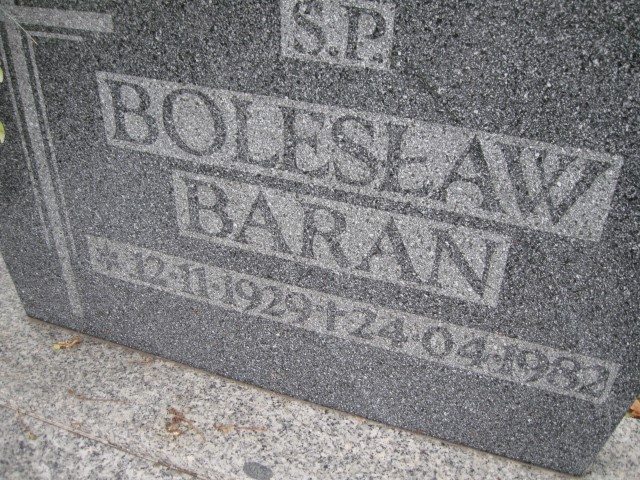 Ś.P.
BOLESŁAW
BARAN
* 12-11-1929 † 24-04-1982